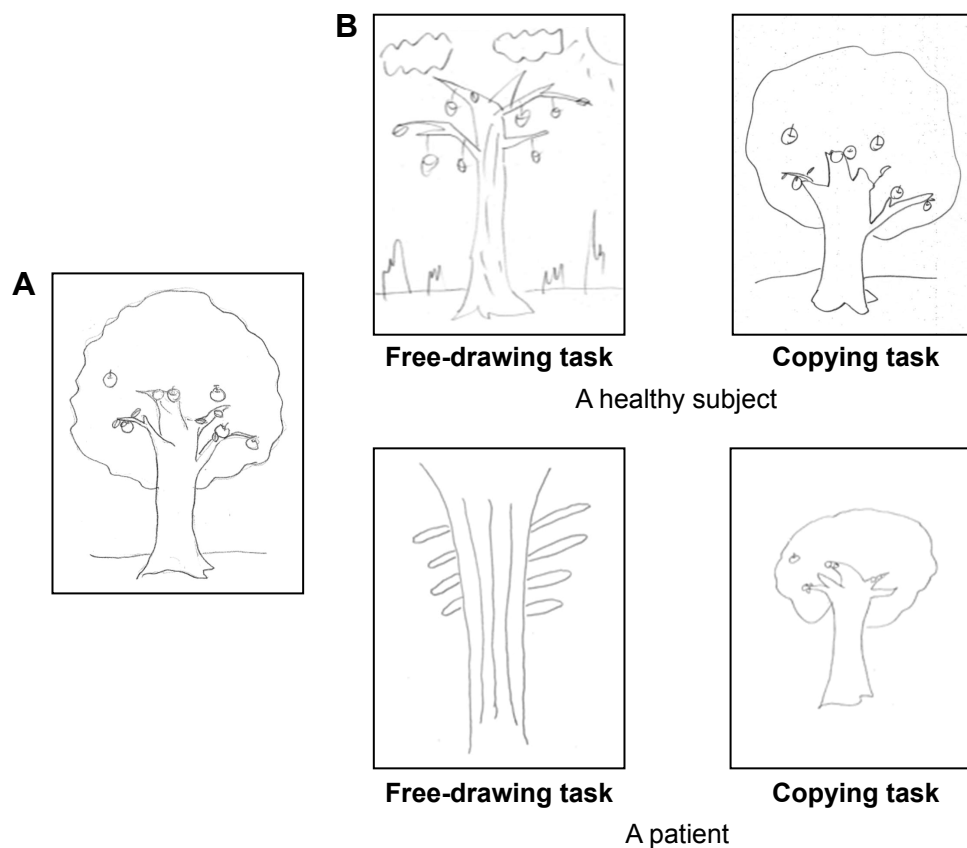 B
A
Free-drawing task
Copying task
A healthy subject
Free-drawing task
Copying task
A patient